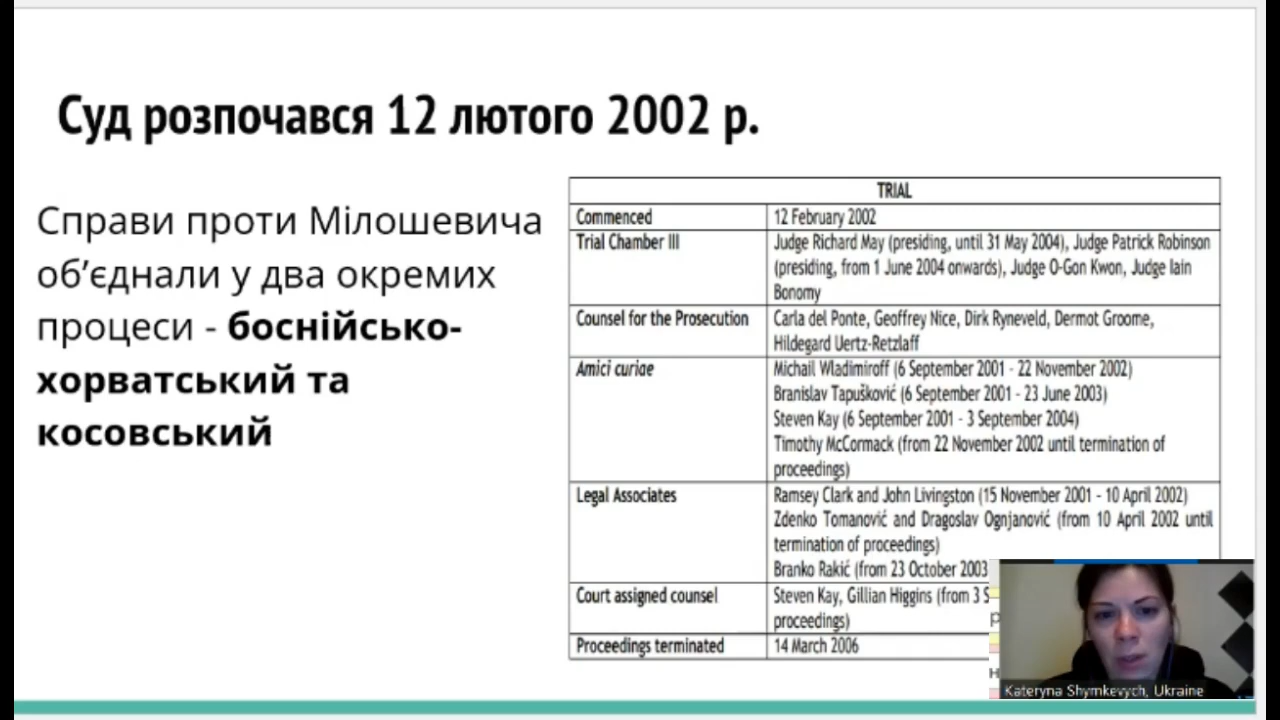 Суд розпочався 12 лютого 2002 р.
Справи проти Мілошевича
об’єднали у два окремих
процеси - боснійсько-
хорватський та
косовський
TRIAL
Commenced 12 February 2002
Trial Chamber III Judge Richard May (presiding, until 31 May 2004), Judge Patrick Robinson
(presiding, from 1 June 2004 onwards), Judge O-Gon Kwon, Judge Iain
Bonomy
Counsel for the Prosecution Carla del Ponte, Geoffrey Nice, Dirk Ryneveld, Dermot Groome,
Hildegard Uertz-Retzlaff
Amici curiae Michail Wladimiroff (6 September 2001 - 22 November 2002)
Branislav Tapušković (6 September 2001 - 23 June 2003)
Steven Kay (6 September 2001 - 3 September 2004)
Timothy McCormack (from 22 November 2002 until termination of
proceedings)
Legal Associates Ramsey Clark and John Livingston (15 November 2001 - 10 April 2002)
Zdenko Tomanović and Dragoslav Ognjanović (from 10 April 2002 until
termination of proceedings)
Branko Rakić (from 23 October 2003
Court assigned counsel Steven Kay, Gillian Higgins (from 3 S
proceedings)
Proceedings terminated 14 March 2006
Kateryna Shymkevych, Ukraine